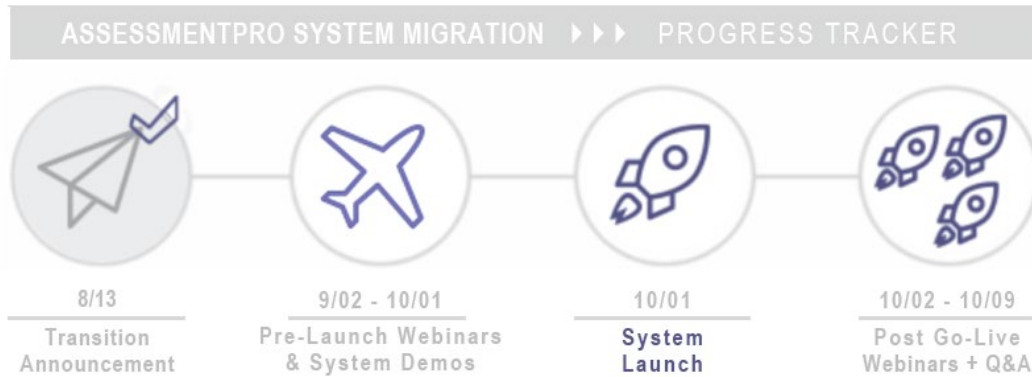 ASSESSMENTPRO SYSTEM MIGRATION PROGRESS TRACKER
8/13
Transition
Announcement
9/02 - 10/01
Pre-Launch Webinars
& System Demos
10/01
System
Launch
10/02 - 10/09
Post Go-Live
Webinars + Q&A